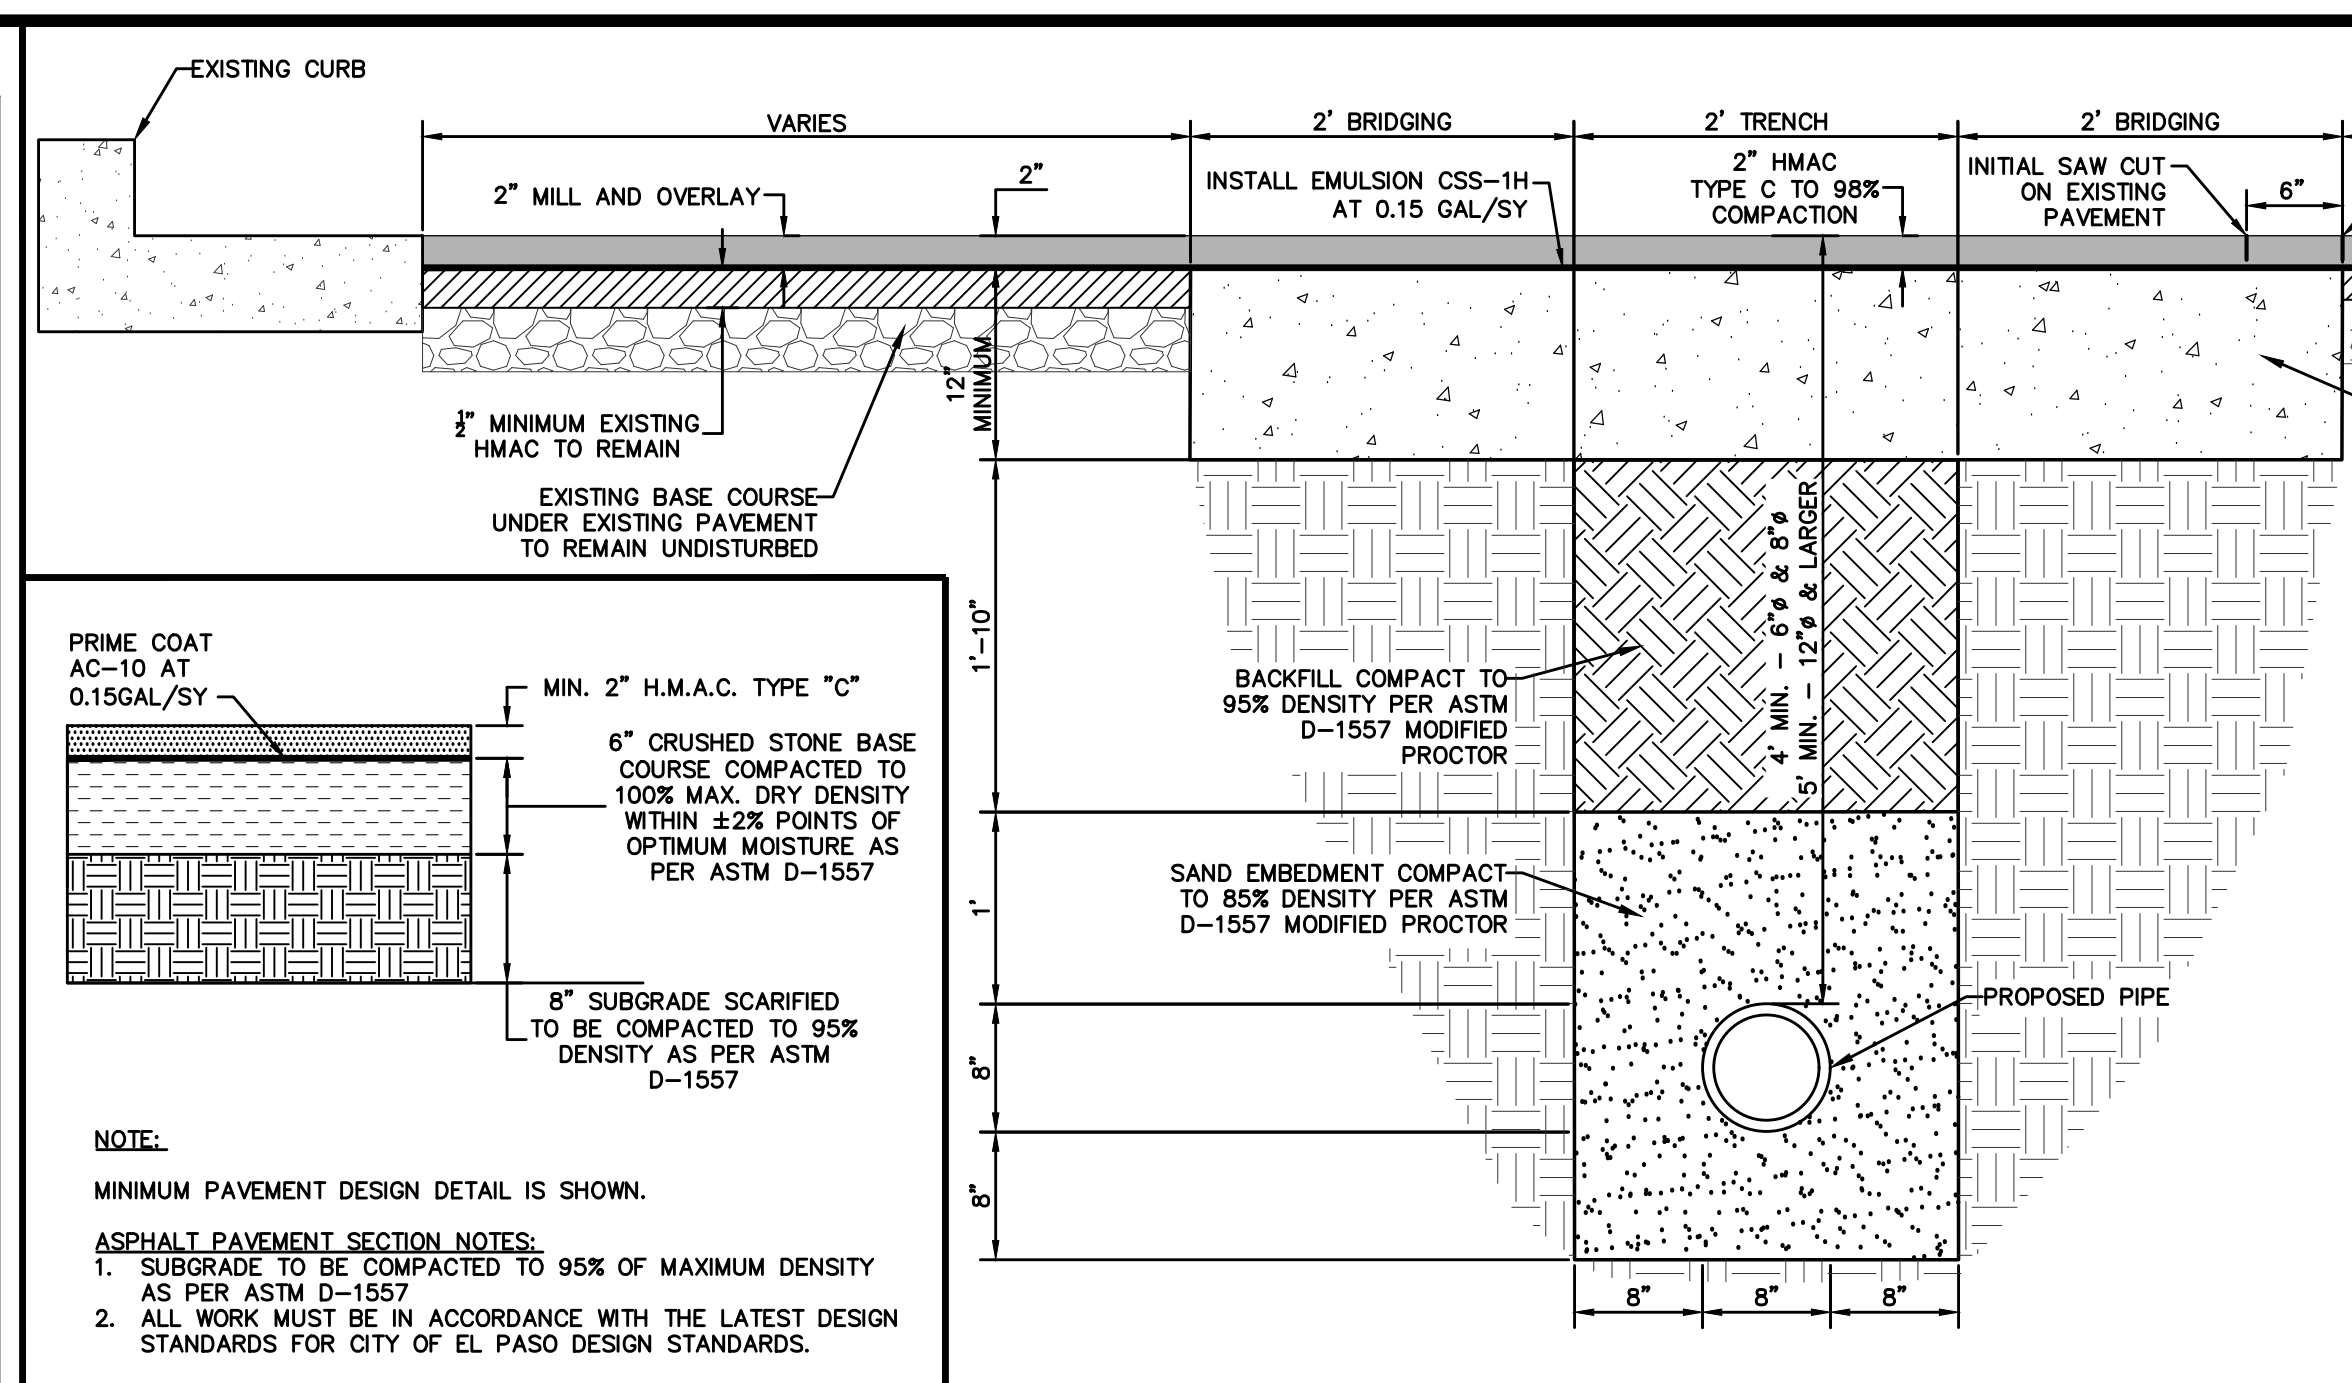 EXISTING CURB
VARIES
2' BRIDGING
2' TRENCH
2' BRIDGING
2" MILL AND OVERLAY
2"
INSTALL EMULSION CSS-1H
AT 0.15 GAL/SY
2" HMAC
TYPE C TO 98%
COMPACTION
INITIAL SAW CUT
ON EXISTING
PAVEMENT
6"
12"
MINIMUM
½" MINIMUM EXISTING
HMAC TO REMAIN
EXISTING BASE COURSE
UNDER EXISTING PAVEMENT
TO REMAIN UNDISTURBED
1'-10"
4' MIN. - 6"ø & 8"ø
5' MIN. - 12"ø & LARGER
BACKFILL COMPACT TO
95% DENSITY PER ASTM
D-1557 MODIFIED
PROCTOR
1'
SAND EMBEDMENT COMPACT
TO 85% DENSITY PER ASTM
D-1557 MODIFIED PROCTOR
PROPOSED PIPE
8"
8"
8"
8"
8"
PRIME COAT
AC-10 AT
0.15GAL/SY
MIN. 2" H.M.A.C. TYPE "C"
6" CRUSHED STONE BASE
COURSE COMPACTED TO
100% MAX. DRY DENSITY
WITHIN ±2% POINTS OF
OPTIMUM MOISTURE AS
PER ASTM D-1557
8" SUBGRADE SCARIFIED
TO BE COMPACTED TO 95%
DENSITY AS PER ASTM
D-1557
NOTE:
MINIMUM PAVEMENT DESIGN DETAIL IS SHOWN.
ASPHALT PAVEMENT SECTION NOTES:
1. SUBGRADE TO BE COMPACTED TO 95% OF MAXIMUM DENSITY
AS PER ASTM D-1557
2. ALL WORK MUST BE IN ACCORDANCE WITH THE LATEST DESIGN
STANDARDS FOR CITY OF EL PASO DESIGN STANDARDS.